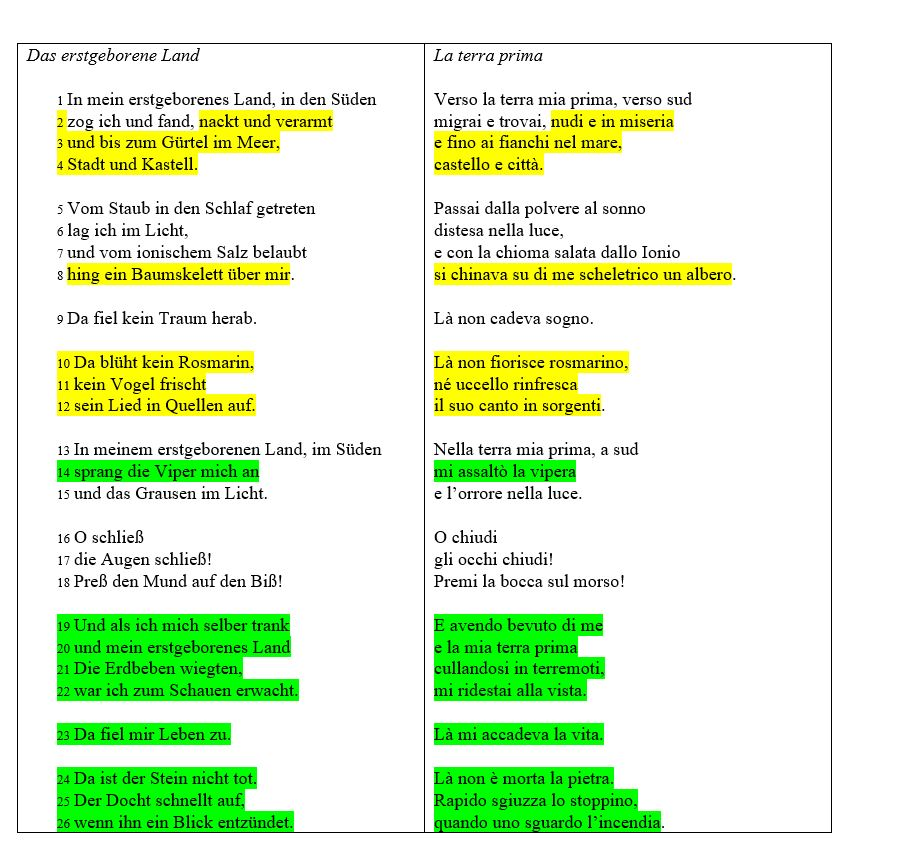 Das erstgeborene Land
1 In mein erstgeborenes Land, in den Süden
2 zog ich und fand, nackt und verarmt
3 und bis zum Gürtel im Meer,
4 Stadt und Kastell.
5 Vom Staub in den Schlaf getreten
6 lag ich im Licht,
7 und vom ionischem Salz belaubt
8 hing ein Baumskelett über mir.
9 Da fiel kein Traum herab.
10 Da blüht kein Rosmarin,
11 kein Vogel frischt
12 sein Lied in Quellen auf.
13 In meinem erstgeborenen Land, im Süden
14 sprang die Viper mich an
15 und das Grausen im Licht.
16 O schließ
17 die Augen schließ!
18 Preß den Mund auf den Biß!
19 Und als ich mich selber trank
20 und mein erstgeborenes Land
21 Die Erdbeben wiegten,
22 war ich zum Schauen erwacht.
23 Da fiel mir Leben zu.
24 Da ist der Stein nicht tot.
25 Der Docht schnellt auf,
26 wenn ihn ein Blick entzündet.
La terra prima
Verso la terra mia prima, verso sud
migrai e trovai, nudi e in miseria
e fino ai fianchi nel mare,
castello e città.
Passai dalla polvere al sonno
distesa nella luce,
e con la chioma salata dallo Ionio
si chinava su di me scheletrico un albero.
Là non cadeva sogno.
Là non fiorisce rosmarino,
né uccello rinfresca
il suo canto in sorgenti.
Nella terra mia prima, a sud
mi assaltò la vipera
e l’orrore nella luce.
O chiudi
gli occhi chiudi!
Premi la bocca sul morso!
E avendo bevuto di me
e la mia terra prima
cullandosi in terremoti,
mi ridestai alla vista.
Là mi accadeva la vita.
Là non è morta la pietra.
Rapido sgiuzza lo stoppino,
quando uno sguardo l’incendia.